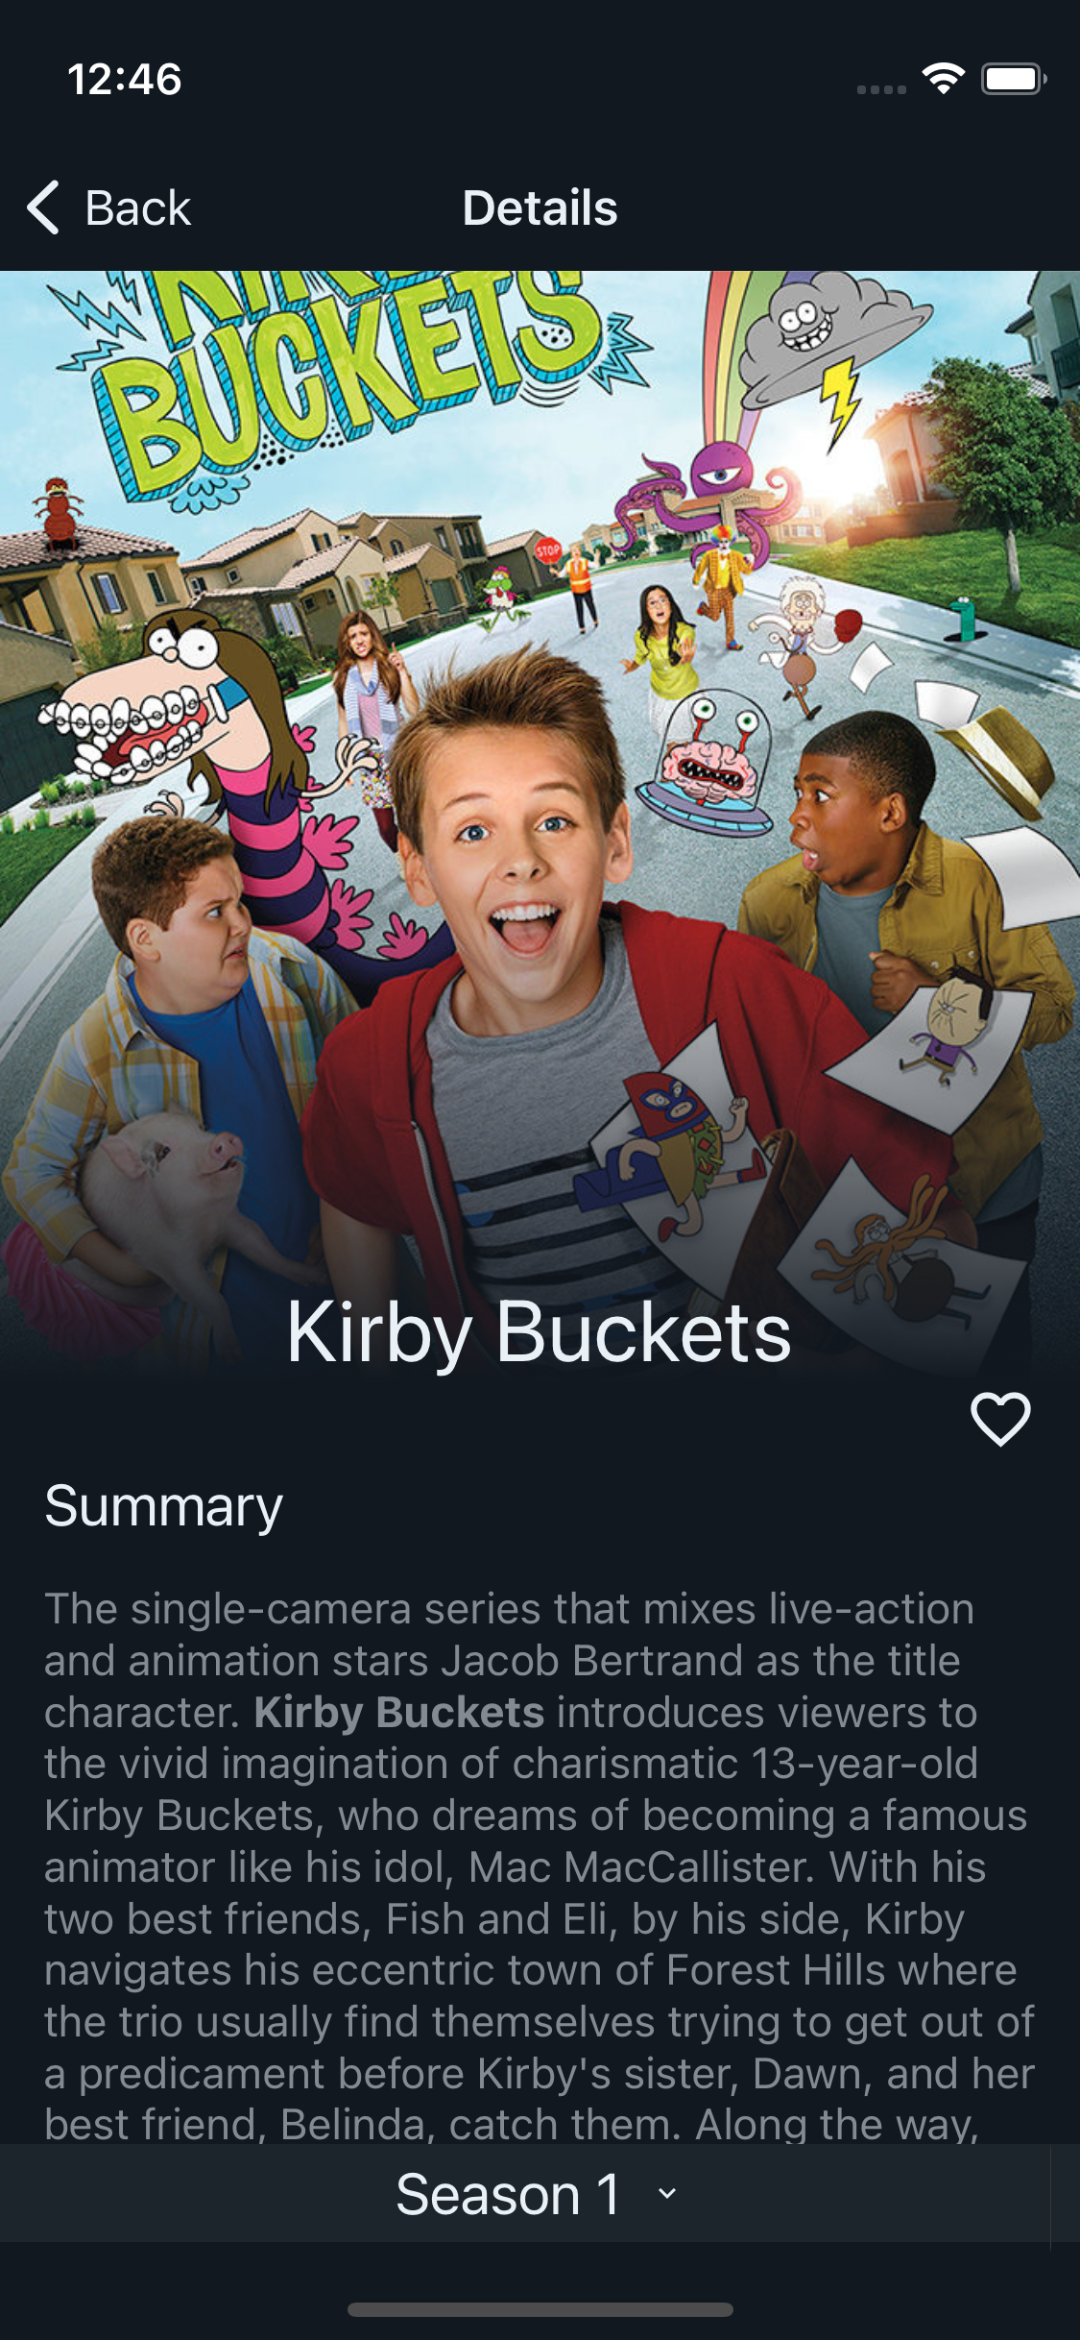 12:46
Back
Details
BUCKETS
STOP
Kirby Buckets
Summary
The single-camera series that mixes live-action
and animation stars Jacob Bertrand as the title
character. Kirby Buckets introduces viewers to
the vivid imagination of charismatic 13-year-old
Kirby Buckets, who dreams of becoming a famous
animator like his idol, Mac MacCallister. With his
two best friends, Fish and Eli, by his side, Kirby
navigates his eccentric town of Forest Hills where
the trio usually find themselves trying to get out of
a predicament before Kirby's sister, Dawn, and her
best friend, Belinda, catch them. Along the way,
Season 1